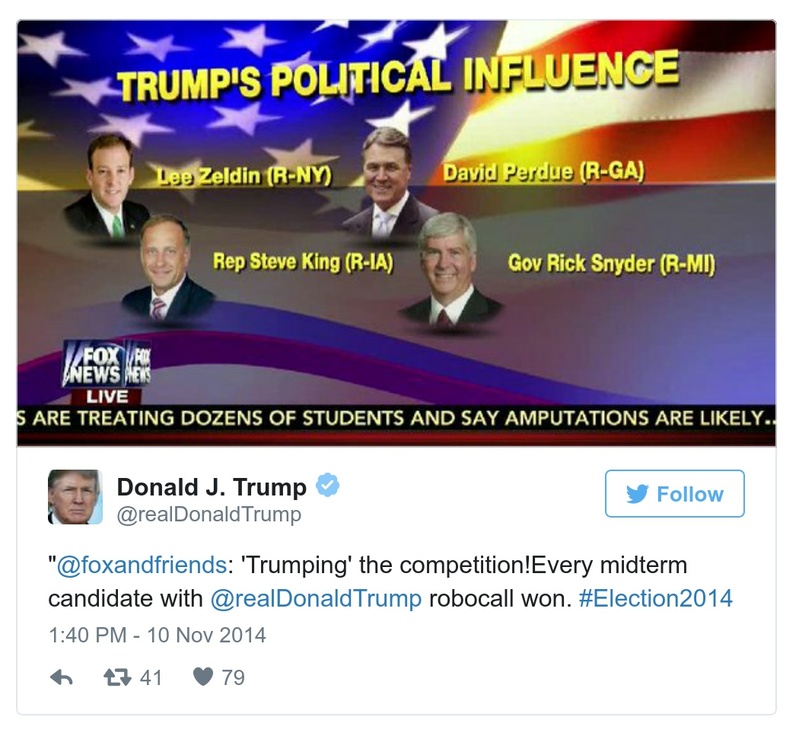 TRUMP'S POLITICAL INFLUENCE
Lee Zeldin (R-NY)
David Perdue (R-GA)
Rep Steve King (R-IA)
Gov Rick Snyder (R-MI)
FOX NEWS
FOX NEWS
LIVE
S ARE TREATING DOZENS OF STUDENTS AND SAY AMPUTATIONS ARE LIKELY..
Donald J. Trump
@realDonaldTrump
Follow
"@foxandfriends: 'Trumping' the competition!Every midterm
candidate with @realDonaldTrump robocall won. #Election2014
1:40 PM - 10 Nov 2014
41 79